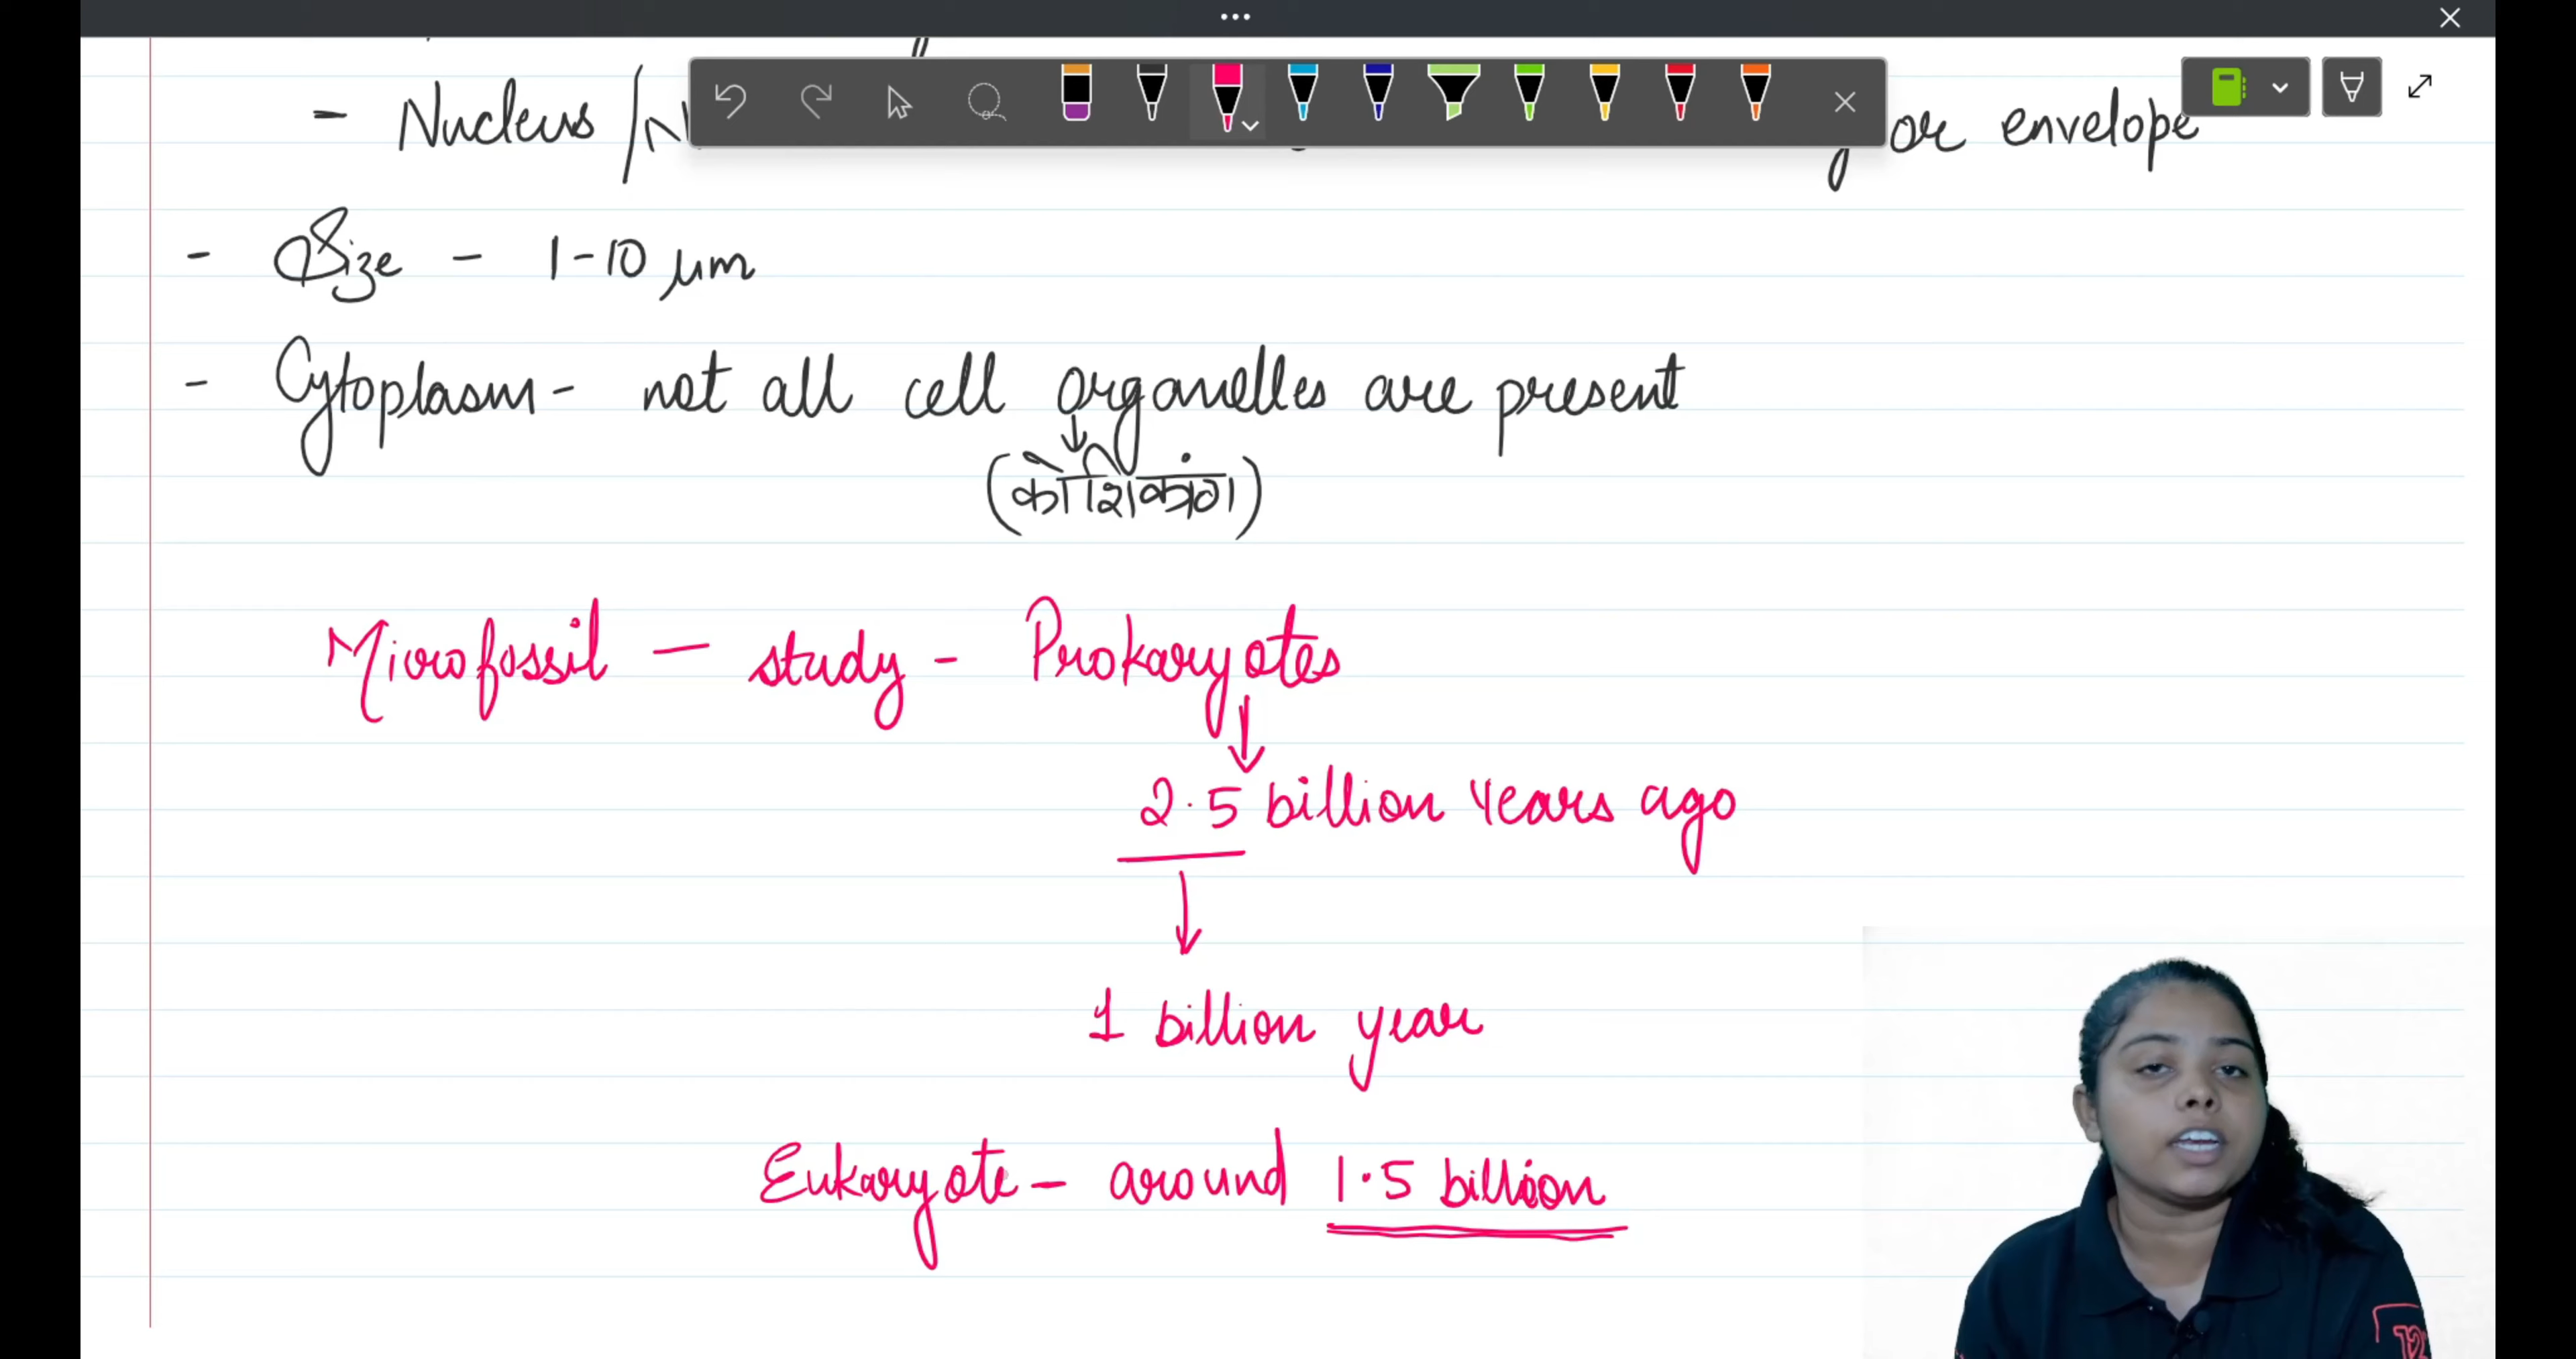 - Nucleus / or envelope
- Size - 1-10 μm
- Cytoplasm - not all cell organelles are present
(कोशिकांग)
Microfossil - study - Prokaryotes
2.5 billion years ago
1 billion year
Eukaryote - around 1.5 billion
12